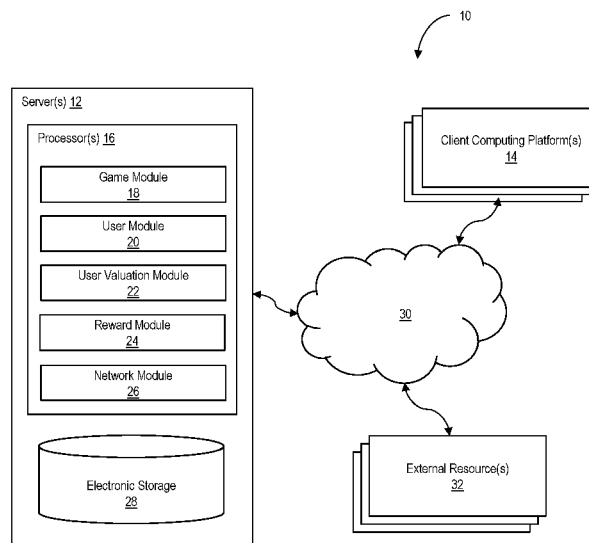 10
Server(s) 12
Processor(s) 16
Game Module
18
User Module
20
User Valuation Module
22
Reward Module
24
Network Module
26
Electronic Storage
28
Client Computing Platform(s)
14
30
External Resource(s)
32